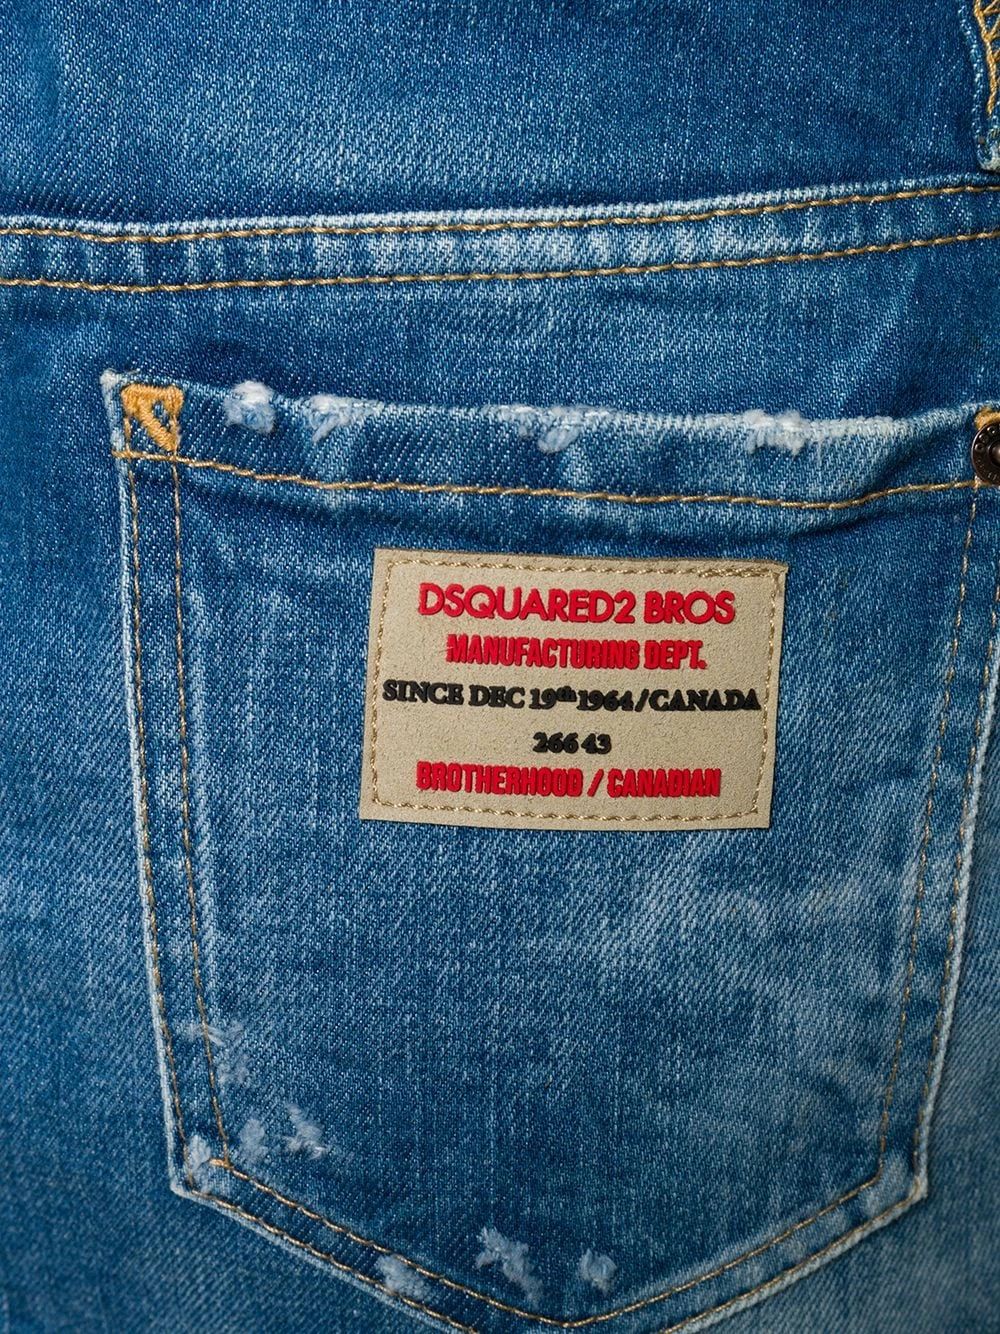 DSQUARED2 BROS
MANUFACTURING DEPT.
SINCE DEC 19th 1964/CANADA
266 43
BROTHERHOOD / CANADIAN